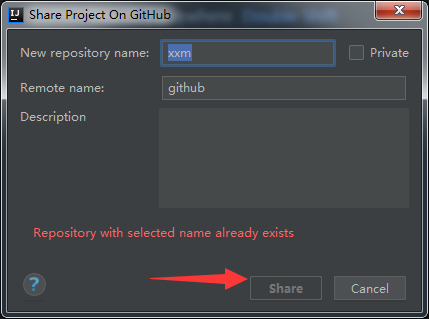 Share Project On GitHub
New repository name: xxm Private
Remote name: github
Description
Repository with selected name already exists
? Share Cancel